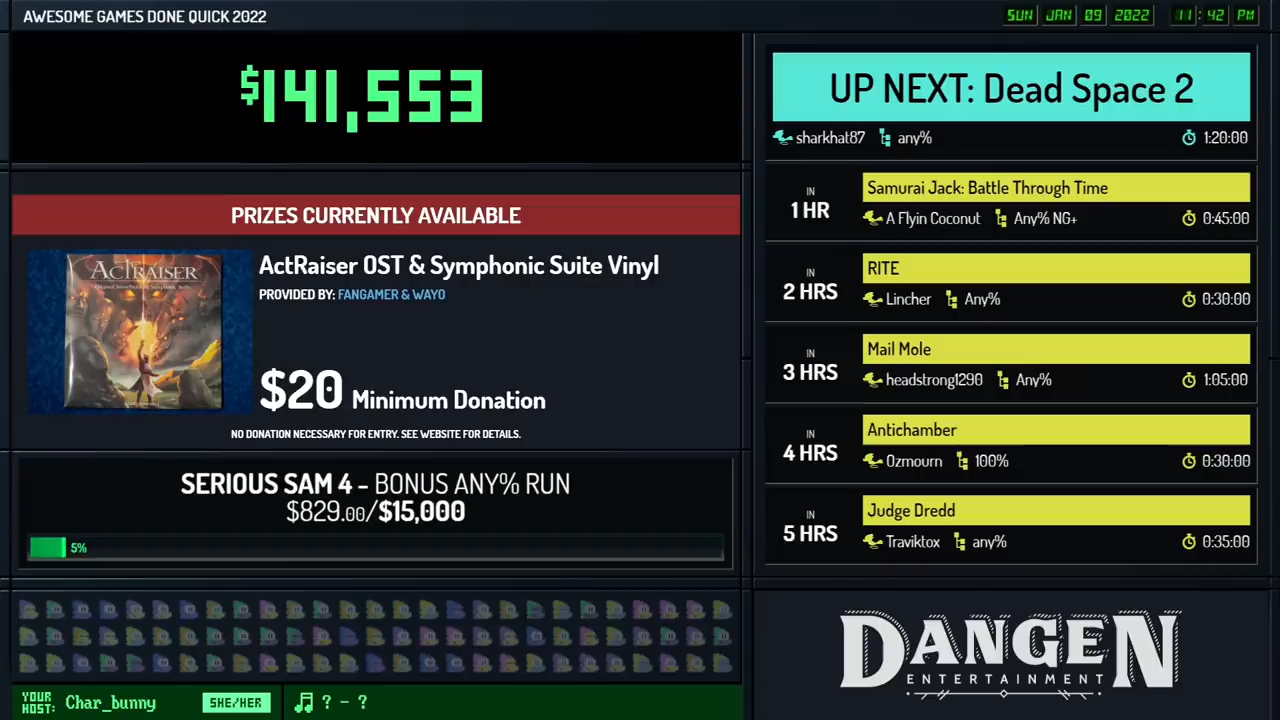 AWESOME GAMES DONE QUICK 2022
SUN JAN 09 2022 11:42 PM
$141,553
PRIZES CURRENTLY AVAILABLE
ACTRAISER
ActRaiser OST & Symphonic Suite Vinyl
PROVIDED BY: FANGAMER & WAYO
$20 Minimum Donation
NO DONATION NECESSARY FOR ENTRY. SEE WEBSITE FOR DETAILS.
SERIOUS SAM 4 - BONUS ANY% RUN
$829.00/$15,000
5%
YOUR HOST: Char_bunny SHE/HER ? - ?
UP NEXT: Dead Space 2
sharkhat87 any% 1:20:00
IN 1 HR
Samurai Jack: Battle Through Time
A Flyin Coconut Any% NG+ 0:45:00
IN 2 HRS
RITE
Lincher Any% 0:30:00
IN 3 HRS
Mail Mole
headstrong1290 Any% 1:05:00
IN 4 HRS
Antichamber
Ozmourn 100% 0:30:00
IN 5 HRS
Judge Dredd
Traviktox any% 0:35:00
DANGEN
ENTERTAINMENT